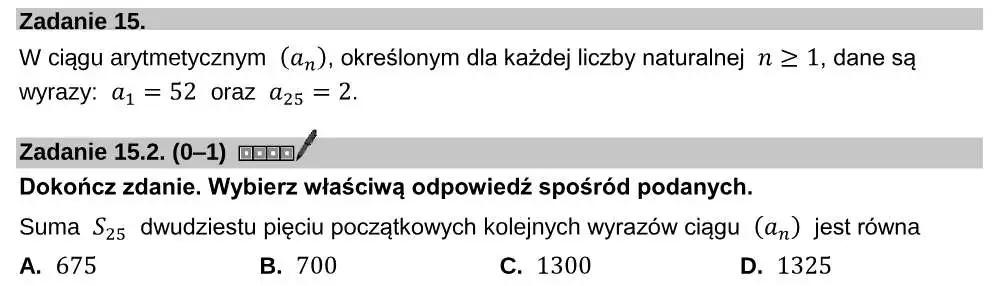 Zadanie 15.
W ciągu arytmetycznym (aₙ), określonym dla każdej liczby naturalnej n ≥ 1, dane są
wyrazy: a₁ = 52 oraz a₂₅ = 2.
Zadanie 15.2. (0–1)
Dokończ zdanie. Wybierz właściwą odpowiedź spośród podanych.
Suma S₂₅ dwudziestu pięciu początkowych kolejnych wyrazów ciągu (aₙ) jest równa
A. 675 B. 700 C. 1300 D. 1325